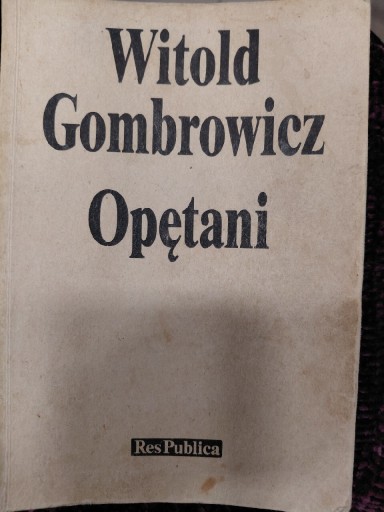 Witold
Gombrowicz
Opętani
Res Publica